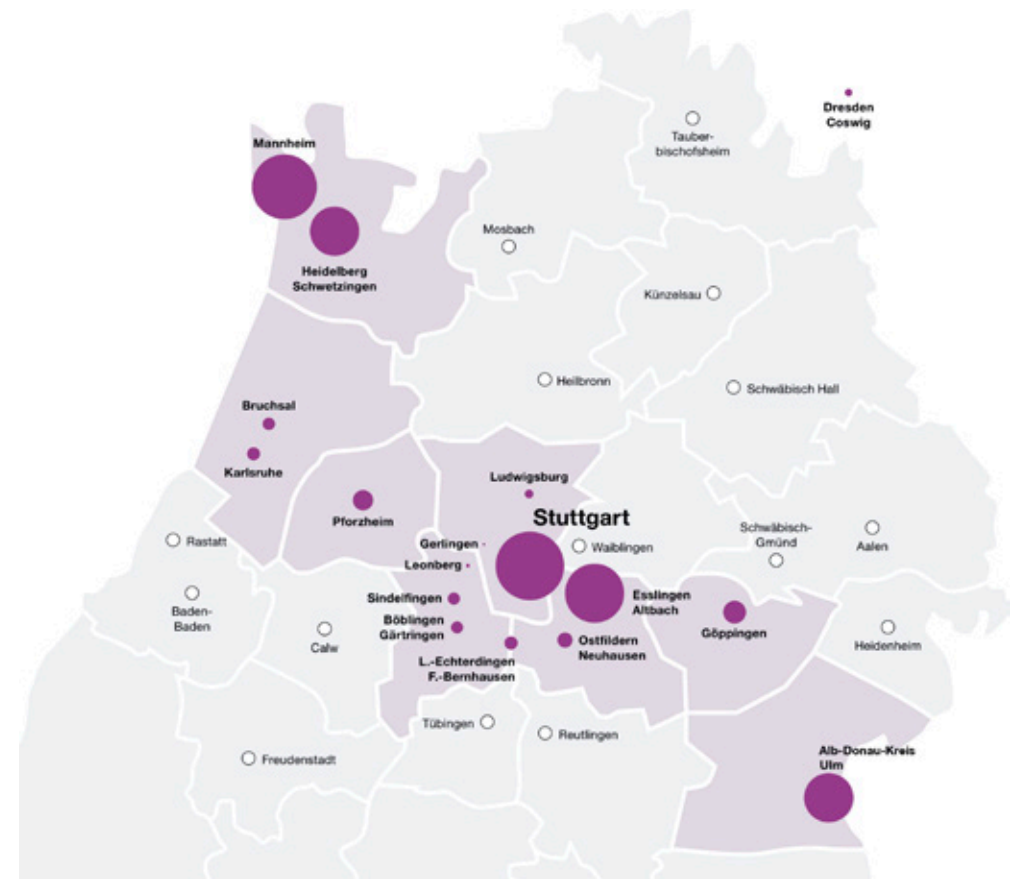 Dresden
Coswig
Tauber-
bischofsheim
Mannheim
Mosbach
Heidelberg
Schwetzingen
Künzelsau
Heilbronn
Schwäbisch Hall
Bruchsal
Karlsruhe
Ludwigsburg
Pforzheim
Stuttgart
Schwäbisch-
Gmünd
Aalen
Rastatt
Gerlingen
Waiblingen
Leonberg
Baden-
Baden
Sindelfingen
Esslingen
Altbach
Böblingen
Gärtringen
Göppingen
Calw
Ostfildern
Neuhausen
Heidenheim
L.-Echterdingen
F.-Bernhausen
Tübingen
Reutlingen
Freudenstadt
Alb-Donau-Kreis
Ulm